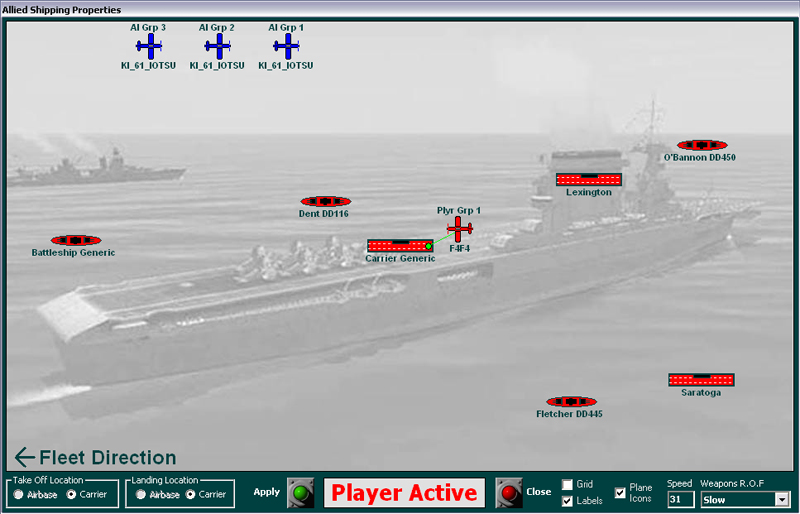 Allied Shipping Properties
AI Grp 3 AI Grp 2 AI Grp 1
KI_61_IOTSU KI_61_IOTSU KI_61_IOTSU
O'Bannon DD450
Lexington
Dent DD116
Plyr Grp 1
Battleship Generic
F4F4
Carrier Generic
Saratoga
Fletcher DD445
Fleet Direction
Take Off Location
Airbase Carrier
Landing Location
Airbase Carrier
Apply
Player Active
Close
Grid
Labels
Plane Icons
Speed
31
Weapons R.O.F
Slow